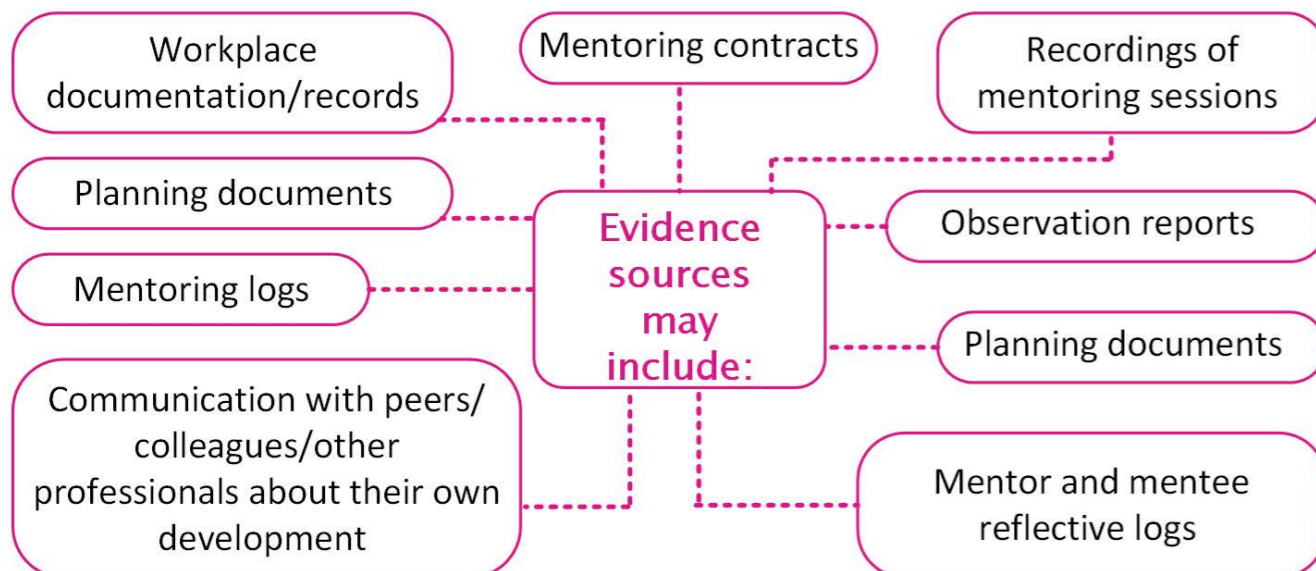 Workplace
documentation/records
Mentoring contracts
Recordings of
mentoring sessions
Planning documents
Evidence
sources
may
include:
Observation reports
Mentoring logs
Planning documents
Communication with peers/
colleagues/other
professionals about their own
development
Mentor and mentee
reflective logs